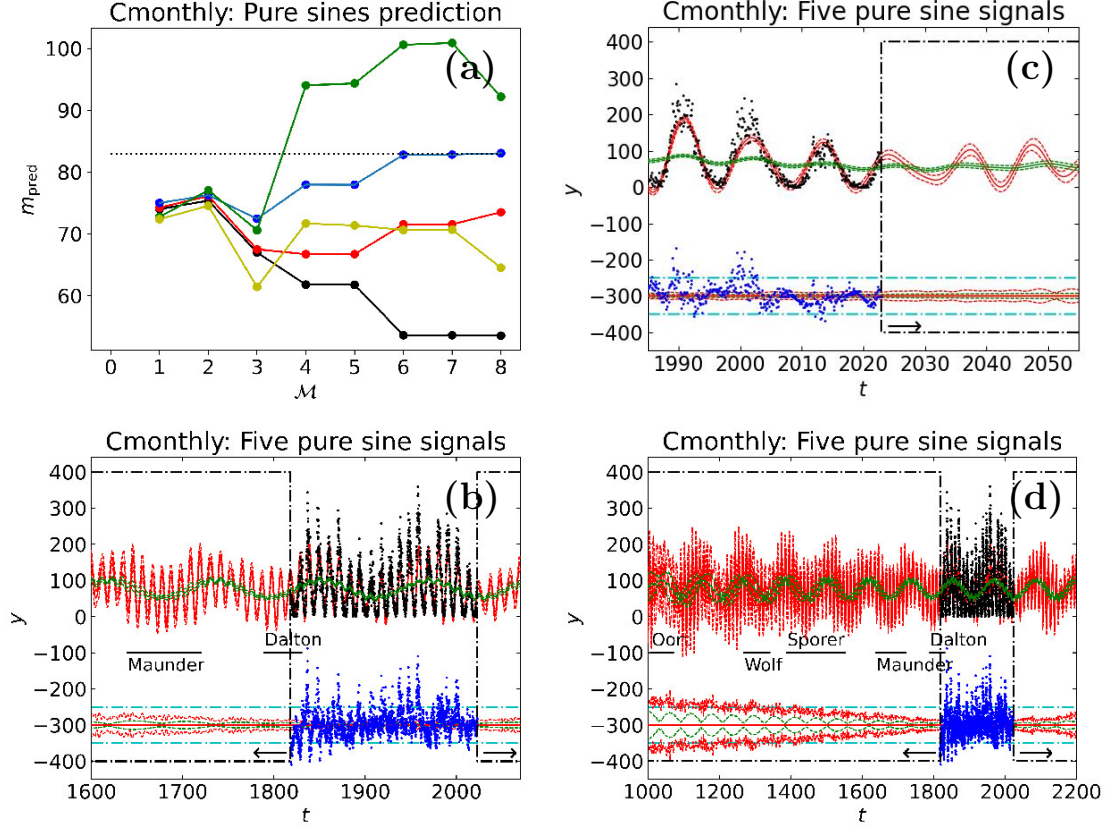 Cmonthly: Pure sines prediction
(a)
100
90
80
70
60
m_pred
0 1 2 3 4 5 6 7 8
ℳ
Cmonthly: Five pure sine signals
(c)
400
300
200
100
0
−100
−200
−300
−400
y
1990 2000 2010 2020 2030 2040 2050
t
Cmonthly: Five pure sine signals
(b)
400
300
200
100
0
−100
−200
−300
−400
y
Dalton
Maunder
1600 1700 1800 1900 2000
t
Cmonthly: Five pure sine signals
(d)
400
300
200
100
0
−100
−200
−300
−400
y
Oort Sporer Dalton
Wolf Maunder
1000 1200 1400 1600 1800 2000 2200
t